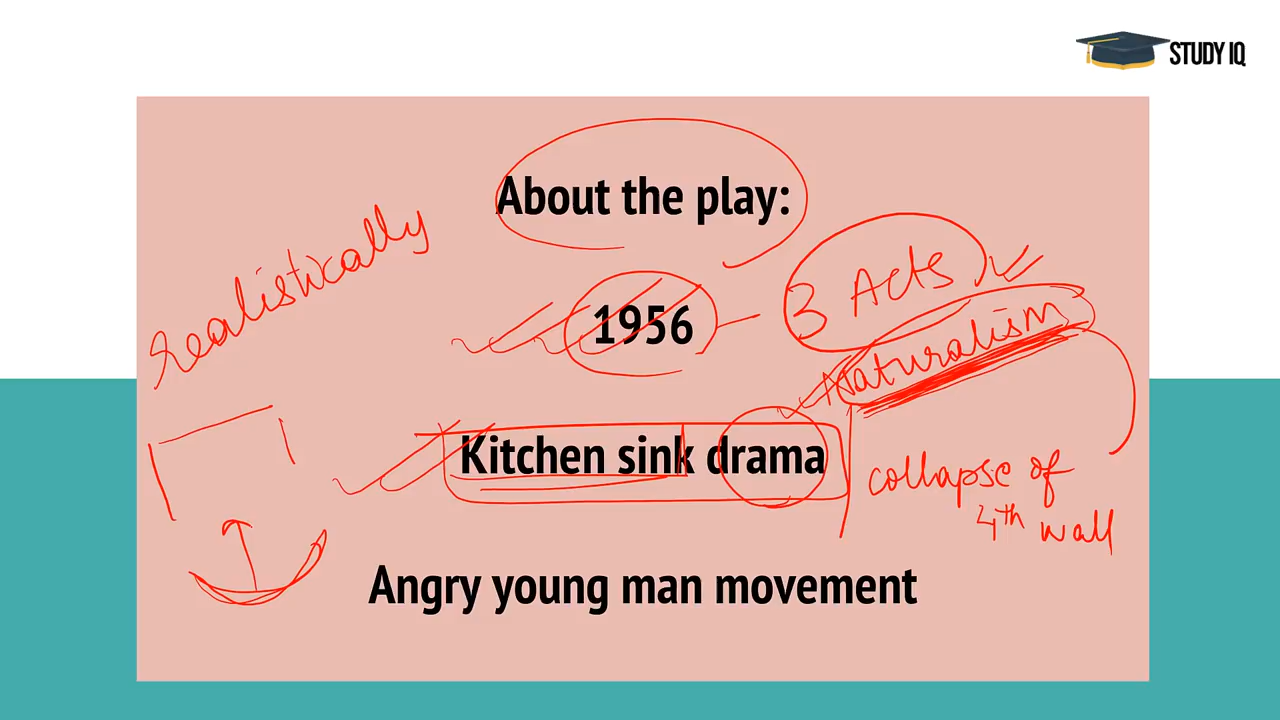 STUDY IQ
About the play:
Realistically
3 Acts
1956
Naturalism
Kitchen sink drama
collapse of
4th wall
Angry young man movement